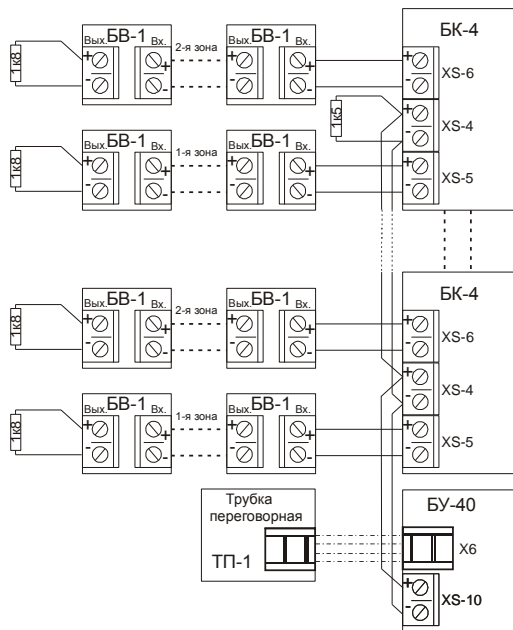 БВ-1
БВ-1
БК-4
Вых.
Вх.
2-я зона
Вых.
Вх.
1к8
+
-
+
-
+
-
+
-
+
-
XS-6
1к5
+
-
XS-4
БВ-1
БВ-1
Вых.
Вх.
1-я зона
Вых.
Вх.
1к8
+
-
+
-
+
-
+
-
+
-
XS-5
БВ-1
БВ-1
БК-4
Вых.
Вх.
2-я зона
Вых.
Вх.
1к8
+
-
+
-
+
-
+
-
+
-
XS-6
+
-
XS-4
БВ-1
БВ-1
Вых.
Вх.
1-я зона
Вых.
Вх.
1к8
+
-
+
-
+
-
+
-
+
-
XS-5
Трубка
переговорная
ТП-1
БУ-40
X6
+
-
XS-10